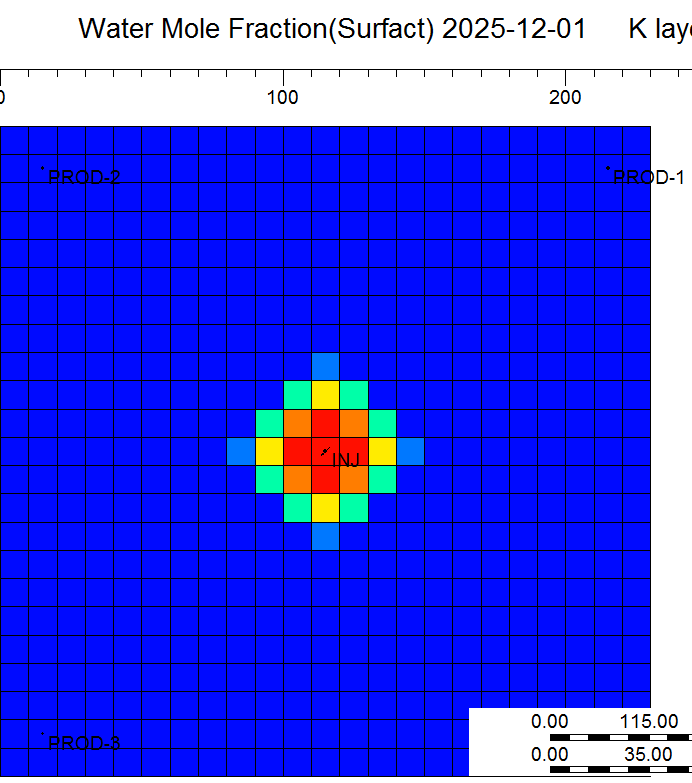 Water Mole Fraction(Surfact) 2025-12-01 K
0 100 200
PROD-2 PROD-1
INJ
PROD-3
0.00 115.00
0.00 35.00